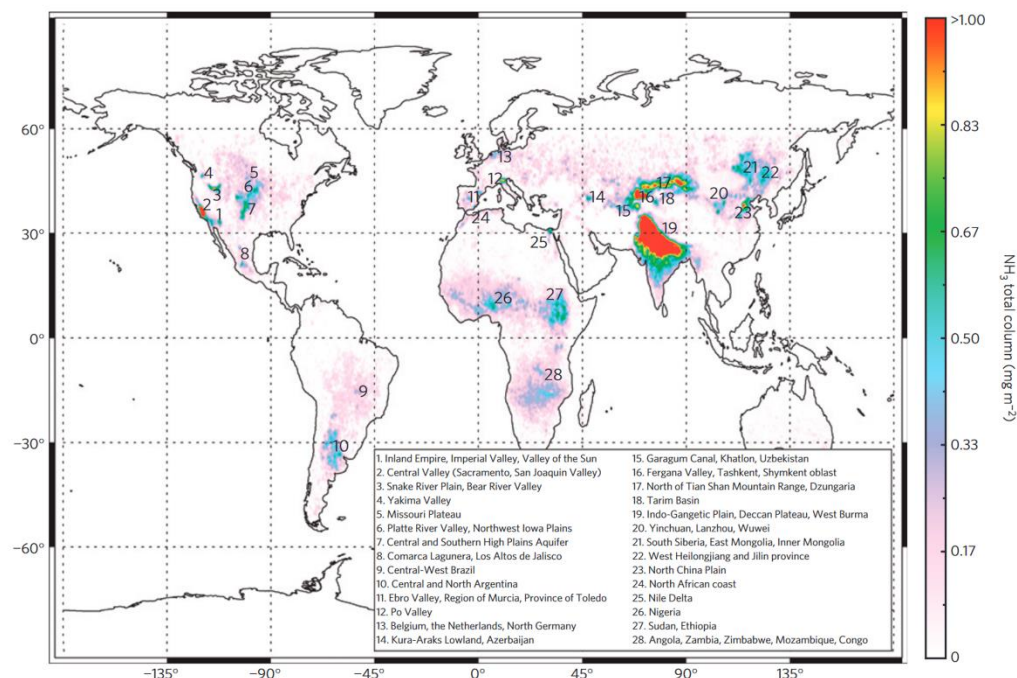 >1.00
60°
0.83
30°
0.67
0°
0.50
−30°
0.33
−60°
0.17
0
−135°
−90°
−45°
0°
45°
90°
135°
NH₃ total column (mg m⁻²)
13
4
5
12
21
22
3
6
11
14
17
20
2
16
18
7
15
23
1
24
19
8
25
26
27
28
9
10
1. Inland Empire, Imperial Valley, Valley of the Sun
2. Central Valley (Sacramento, San Joaquin Valley)
3. Snake River Plain, Bear River Valley
4. Yakima Valley
5. Missouri Plateau
6. Platte River Valley, Northwest Iowa Plains
7. Central and Southern High Plains Aquifer
8. Comarca Lagunera, Los Altos de Jalisco
9. Central-West Brazil
10. Central and North Argentina
11. Ebro Valley, Region of Murcia, Province of Toledo
12. Po Valley
13. Belgium, the Netherlands, North Germany
14. Kura-Araks Lowland, Azerbaijan
15. Garagum Canal, Khatlon, Uzbekistan
16. Fergana Valley, Tashkent, Shymkent oblast
17. North of Tian Shan Mountain Range, Dzungaria
18. Tarim Basin
19. Indo-Gangetic Plain, Deccan Plateau, West Burma
20. Yinchuan, Lanzhou, Wuwei
21. South Siberia, East Mongolia, Inner Mongolia
22. West Heilongjiang and Jilin province
23. North China Plain
24. North African coast
25. Nile Delta
26. Nigeria
27. Sudan, Ethiopia
28. Angola, Zambia, Zimbabwe, Mozambique, Congo